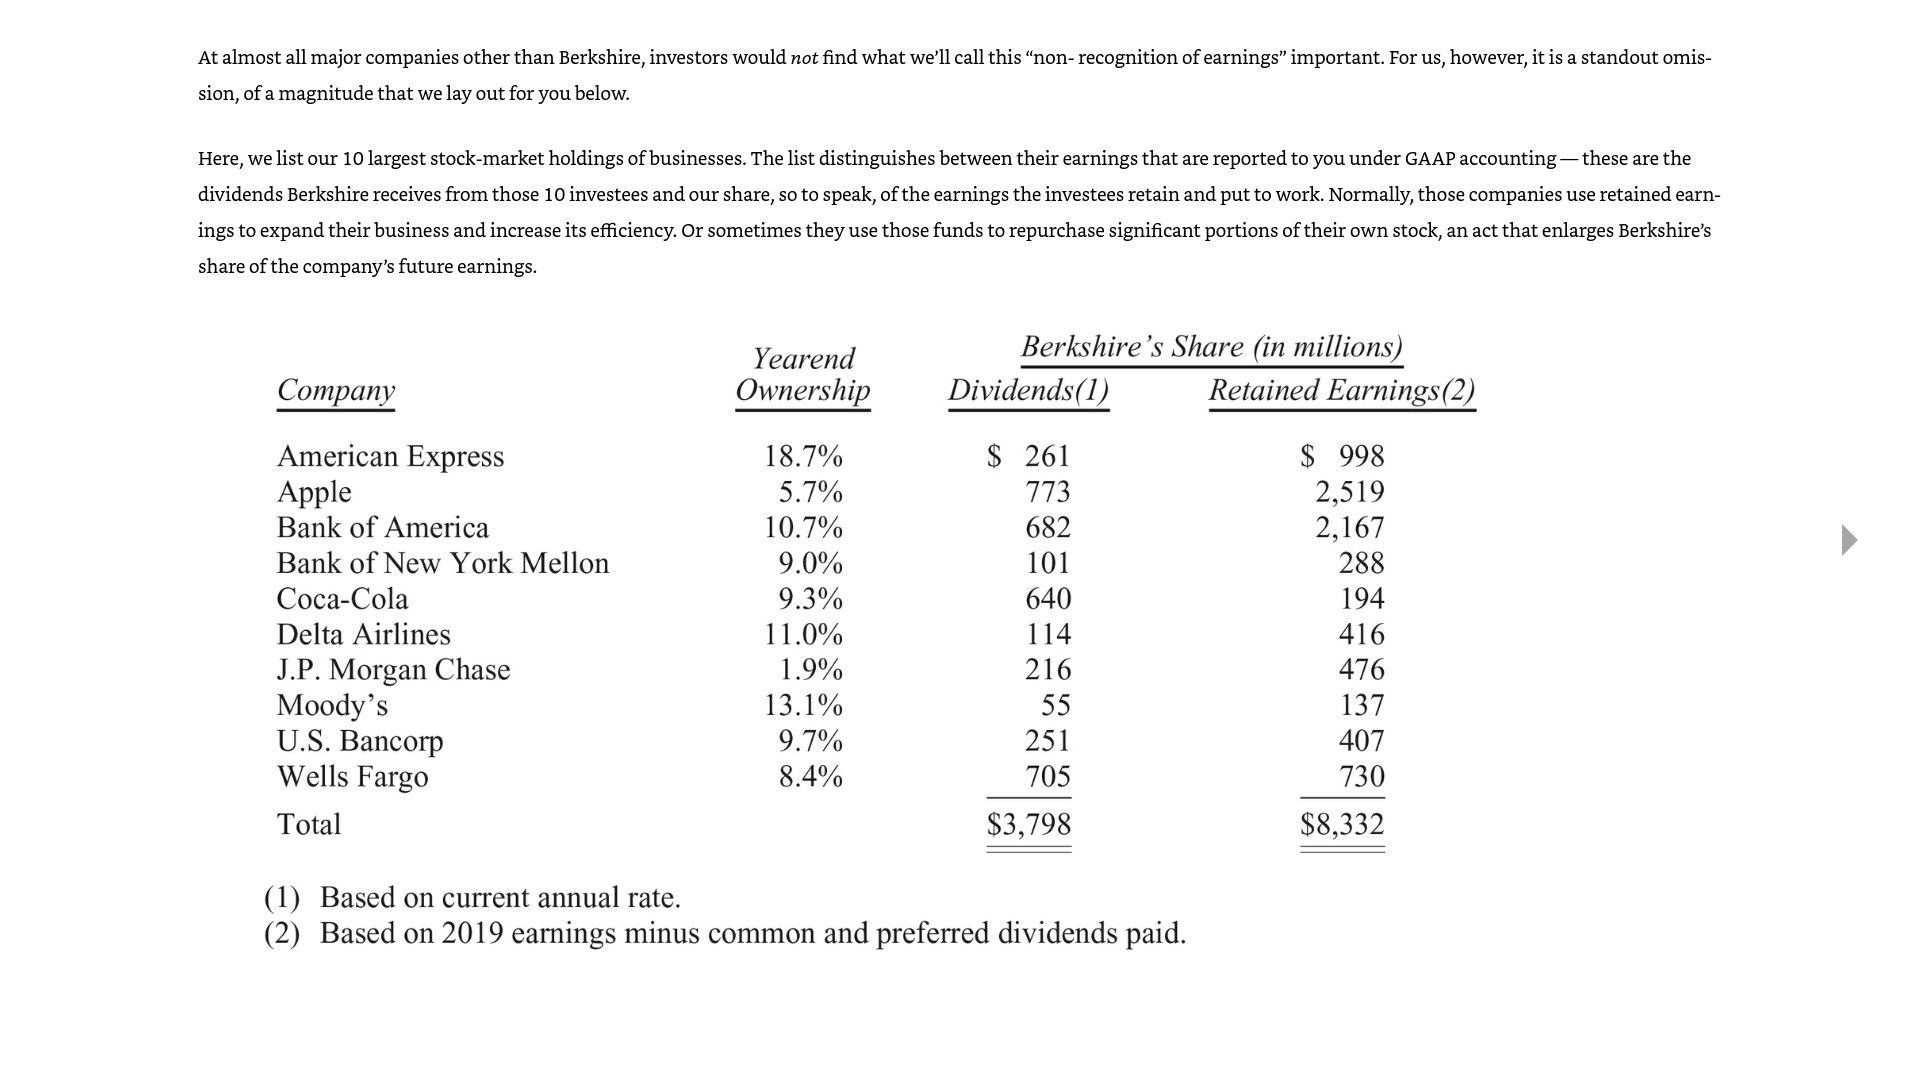 At almost all major companies other than Berkshire, investors would not find what we’ll call this “non- recognition of earnings” important. For us, however, it is a standout omis-
sion, of a magnitude that we lay out for you below.
Here, we list our 10 largest stock-market holdings of businesses. The list distinguishes between their earnings that are reported to you under GAAP accounting — these are the
dividends Berkshire receives from those 10 investees and our share, so to speak, of the earnings the investees retain and put to work. Normally, those companies use retained earn-
ings to expand their business and increase its efficiency. Or sometimes they use those funds to repurchase significant portions of their own stock, an act that enlarges Berkshire’s
share of the company’s future earnings.
Berkshire’s Share (in millions)
Yearend
Company Ownership Dividends(1) Retained Earnings(2)
American Express 18.7% $ 261 $ 998
Apple 5.7% 773 2,519
Bank of America 10.7% 682 2,167
Bank of New York Mellon 9.0% 101 288
Coca-Cola 9.3% 640 194
Delta Airlines 11.0% 114 416
J.P. Morgan Chase 1.9% 216 476
Moody’s 13.1% 55 137
U.S. Bancorp 9.7% 251 407
Wells Fargo 8.4% 705 730
Total $3,798 $8,332
(1) Based on current annual rate.
(2) Based on 2019 earnings minus common and preferred dividends paid.